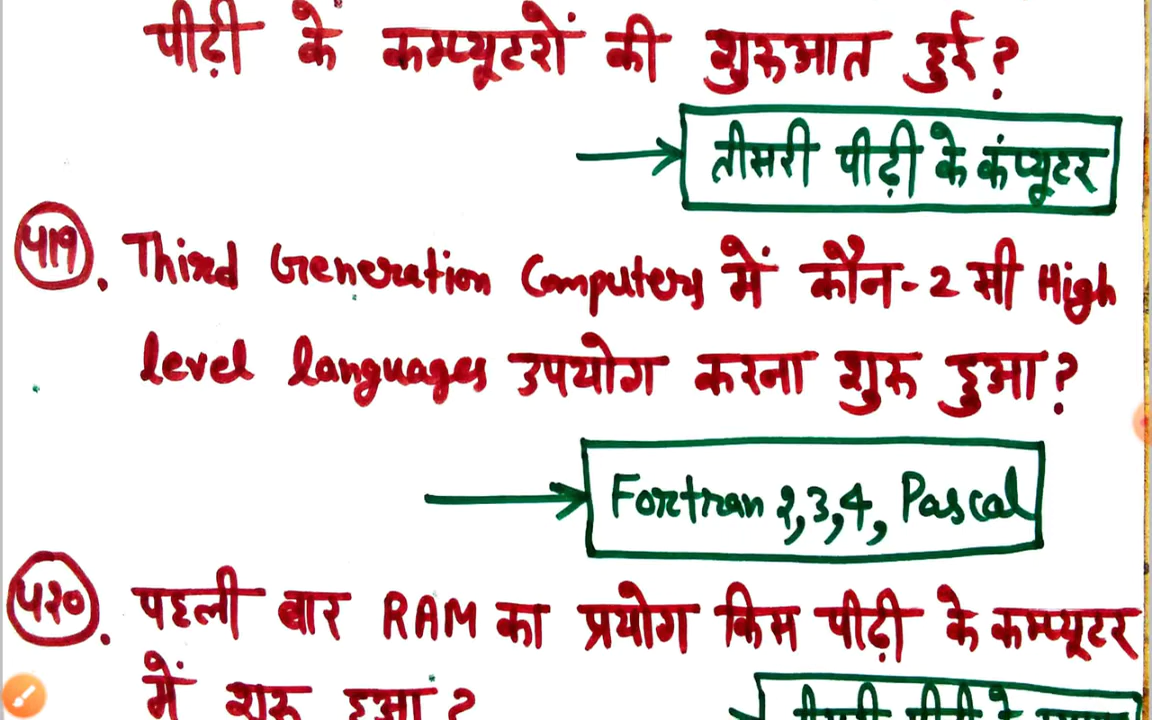 पीढ़ी के कम्प्यूटरों की शुरुआत हुई?
तीसरी पीढ़ी के कंप्यूटर
५१९. Third Generation Computers में कौन-2 सी High
level languages उपयोग करना शुरू हुआ?
Fortran 2,3,4, Pascal
५२०. पहली बार RAM का प्रयोग किस पीढ़ी के कम्प्यूटर
में शुरू हुआ?